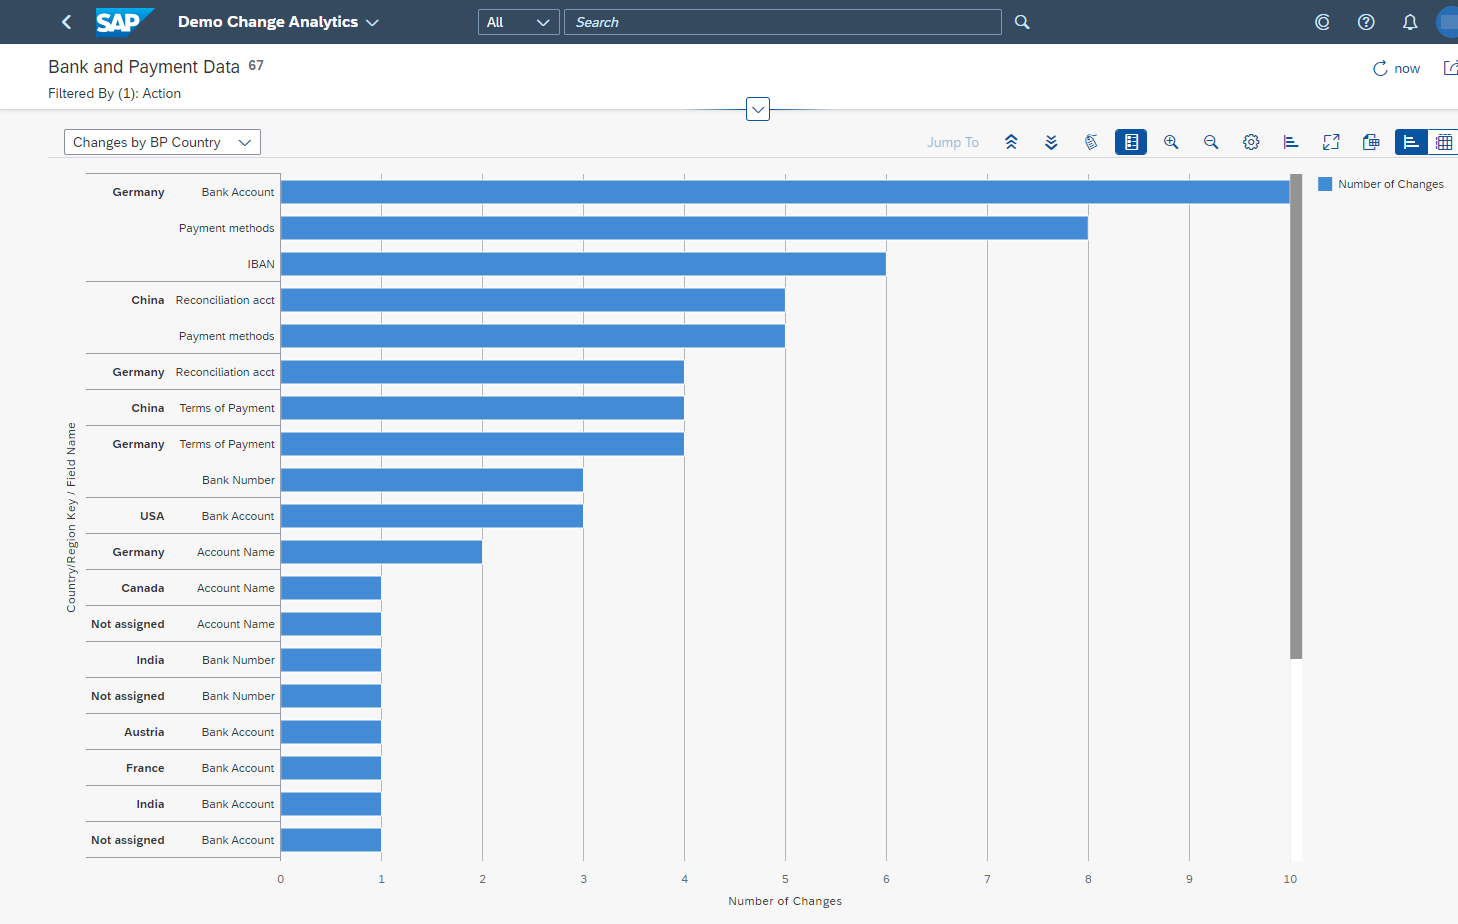 SAP Demo Change Analytics All Search
Bank and Payment Data 67
now
Filtered By (1): Action
Changes by BP Country
Jump To
Number of Changes
Germany Bank Account
Payment methods
IBAN
China Reconciliation acct
Payment methods
Germany Reconciliation acct
China Terms of Payment
Germany Terms of Payment
Bank Number
USA Bank Account
Germany Account Name
Canada Account Name
Not assigned Account Name
India Bank Number
Not assigned Bank Number
Austria Bank Account
France Bank Account
India Bank Account
Not assigned Bank Account
Country/Region Key / Field Name
0 1 2 3 4 5 6 7 8 9 10
Number of Changes